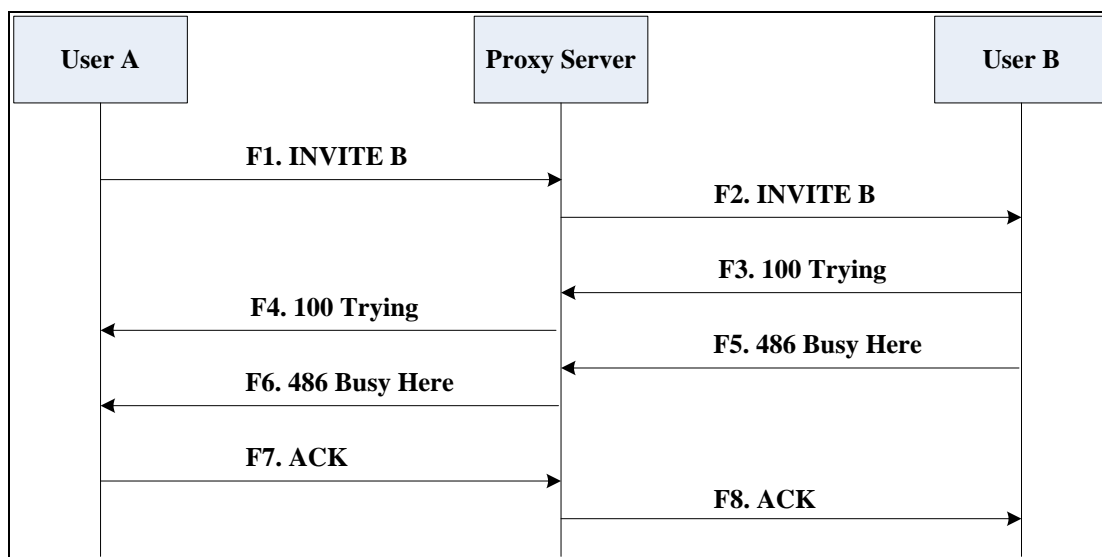 User A
Proxy Server
User B
F1. INVITE B
F2. INVITE B
F3. 100 Trying
F4. 100 Trying
F5. 486 Busy Here
F6. 486 Busy Here
F7. ACK
F8. ACK